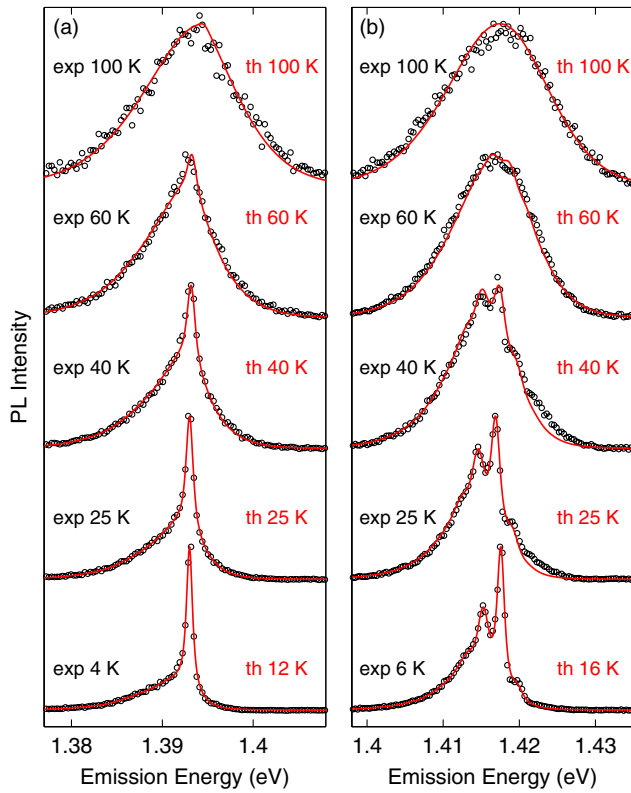 (a)
exp 100 K th 100 K
exp 60 K th 60 K
exp 40 K th 40 K
exp 25 K th 25 K
exp 4 K th 12 K
1.38 1.39 1.4
Emission Energy (eV)
PL Intensity
(b)
exp 100 K th 100 K
exp 60 K th 60 K
exp 40 K th 40 K
exp 25 K th 25 K
exp 6 K th 16 K
1.4 1.41 1.42 1.43
Emission Energy (eV)